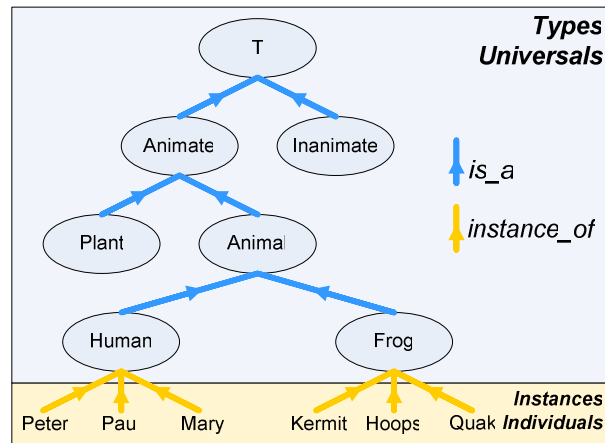 Types
Universals
T
Animate
Inanimate
is_a
Plant
Animal
instance_of
Human
Frog
Peter
Pau
Mary
Kermit
Hoops
Quak
Instances
Individuals